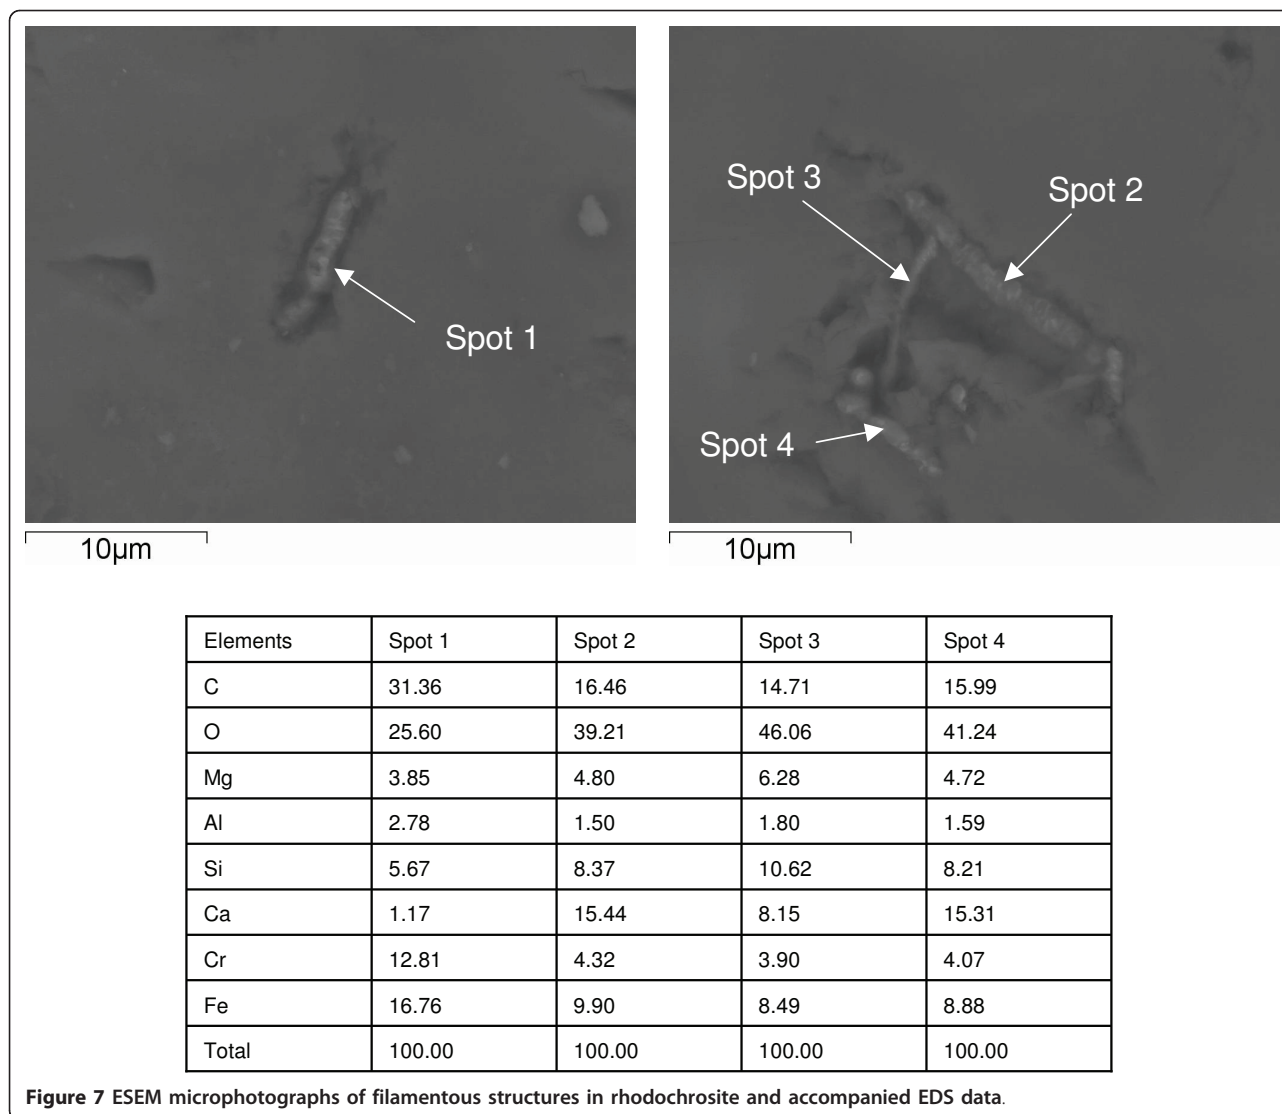 Spot 1
10µm
Spot 3
Spot 2
Spot 4
10µm
Elements Spot 1 Spot 2 Spot 3 Spot 4
C 31.36 16.46 14.71 15.99
O 25.60 39.21 46.06 41.24
Mg 3.85 4.80 6.28 4.72
Al 2.78 1.50 1.80 1.59
Si 5.67 8.37 10.62 8.21
Ca 1.17 15.44 8.15 15.31
Cr 12.81 4.32 3.90 4.07
Fe 16.76 9.90 8.49 8.88
Total 100.00 100.00 100.00 100.00
Figure 7 ESEM microphotographs of filamentous structures in rhodochrosite and accompanied EDS data.